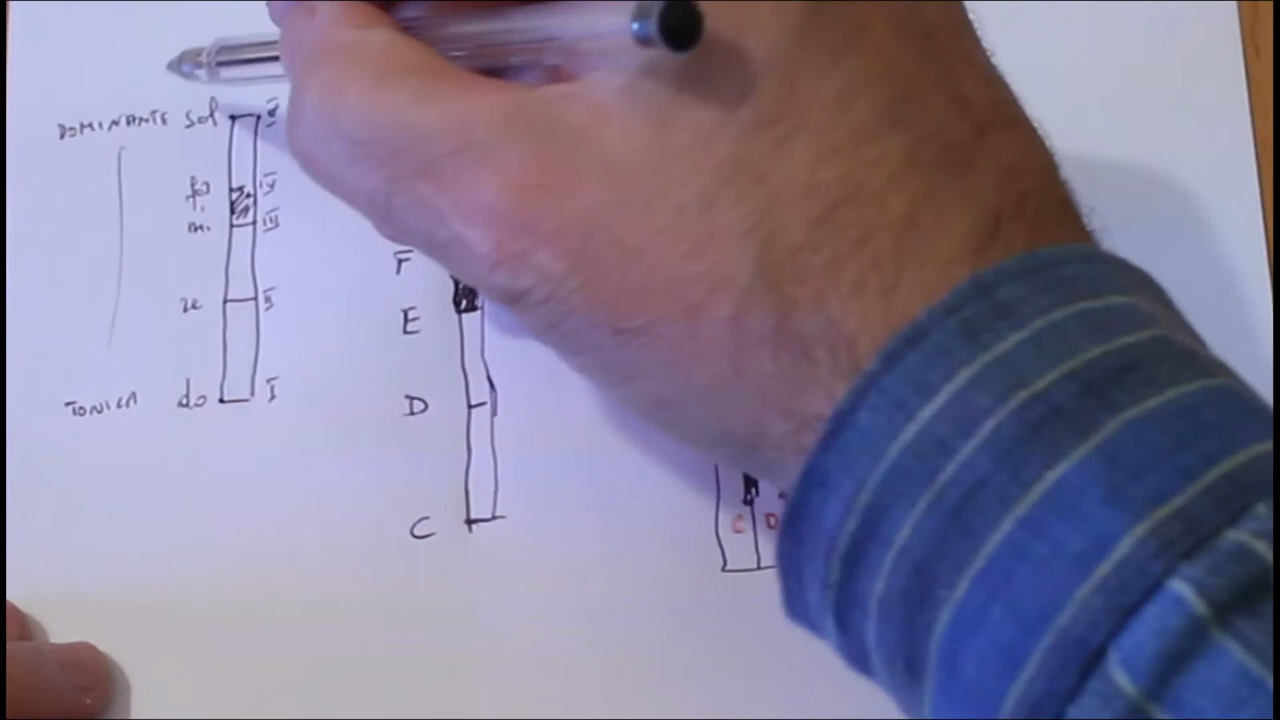 DOMINANTE sol V
fa IV
mi III
re II
TONICA do I
F
E
D
C
C D